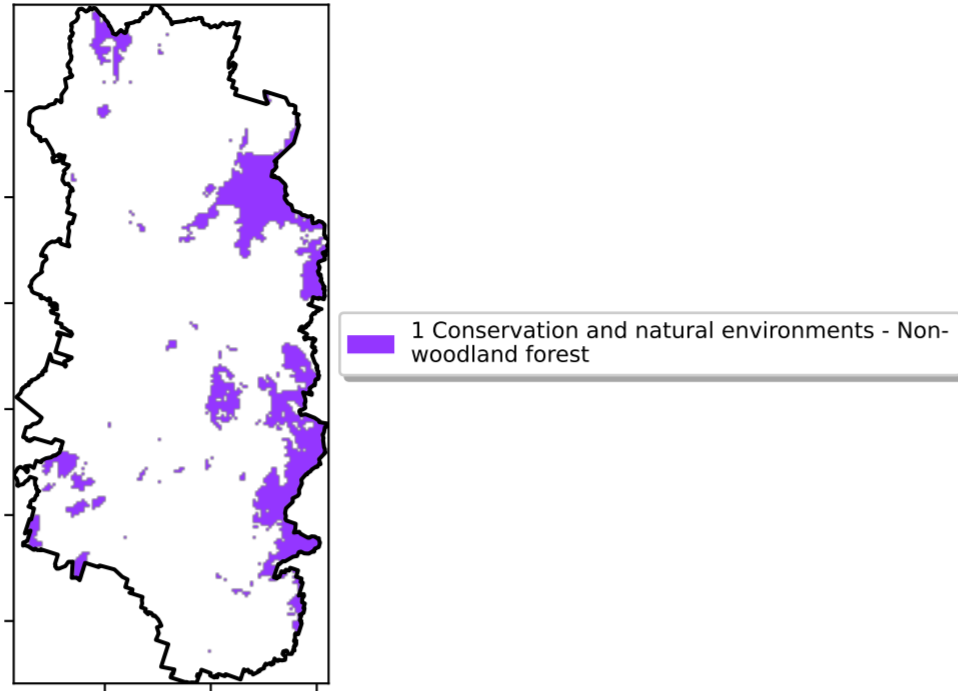 1 Conservation and natural environments - Non-
woodland forest